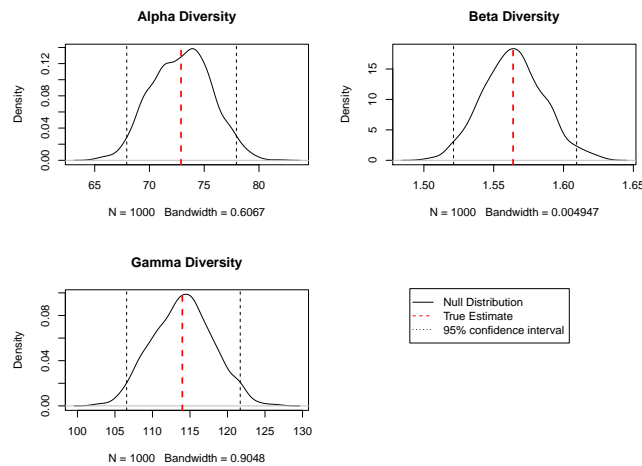 Alpha Diversity
Density
0.00 0.04 0.08 0.12
65 70 75 80
N = 1000 Bandwidth = 0.6067
Beta Diversity
Density
0 5 10 15
1.50 1.55 1.60 1.65
N = 1000 Bandwidth = 0.004947
Gamma Diversity
Density
0.00 0.04 0.08
100 105 110 115 120 125 130
N = 1000 Bandwidth = 0.9048
Null Distribution
True Estimate
95% confidence interval